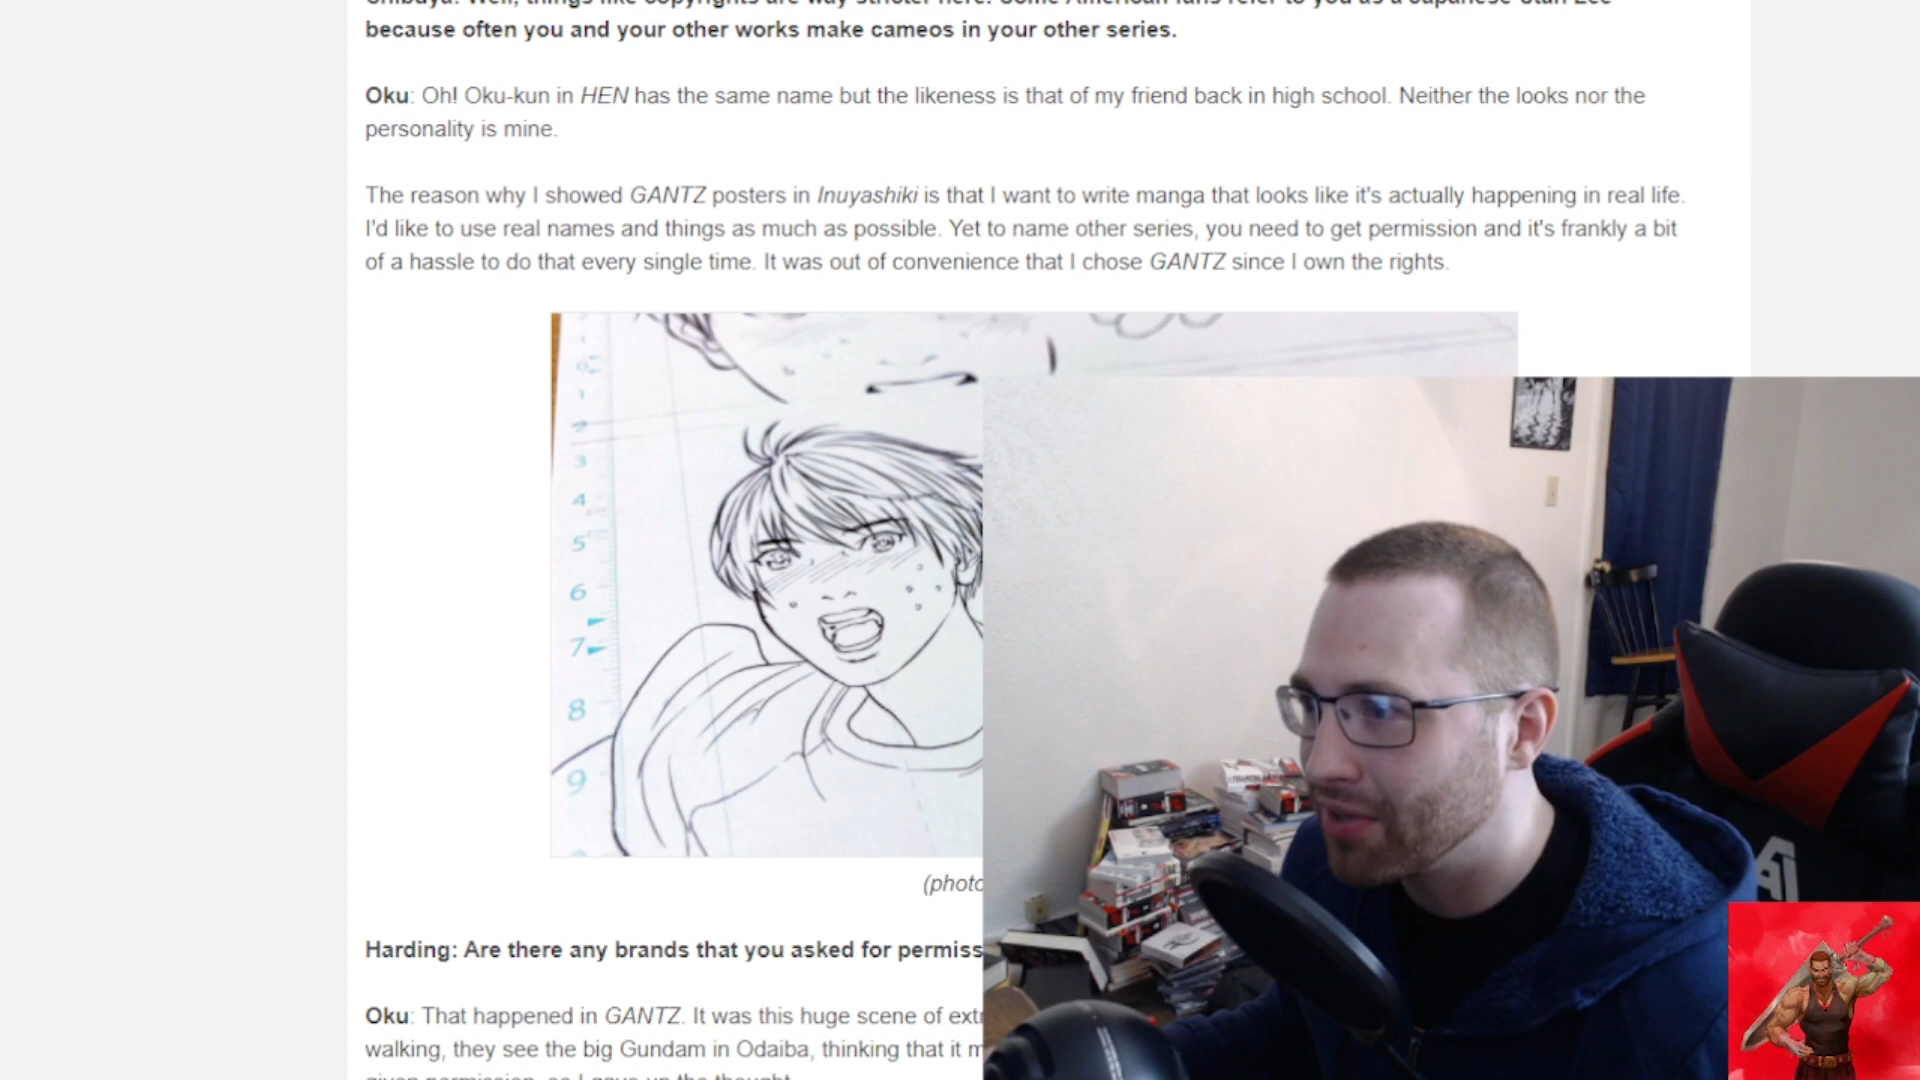 because often you and your other works make cameos in your other series.
Oku: Oh! Oku-kun in HEN has the same name but the likeness is that of my friend back in high school. Neither the looks nor the
personality is mine.
The reason why I showed GANTZ posters in Inuyashiki is that I want to write manga that looks like it's actually happening in real life.
I'd like to use real names and things as much as possible. Yet to name other series, you need to get permission and it's frankly a bit
of a hassle to do that every single time. It was out of convenience that I chose GANTZ since I own the rights.
2
3
4
5
6
7
8
9
(photo
Harding: Are there any brands that you asked for permiss
Oku: That happened in GANTZ. It was this huge scene of ext
walking, they see the big Gundam in Odaiba, thinking that it m